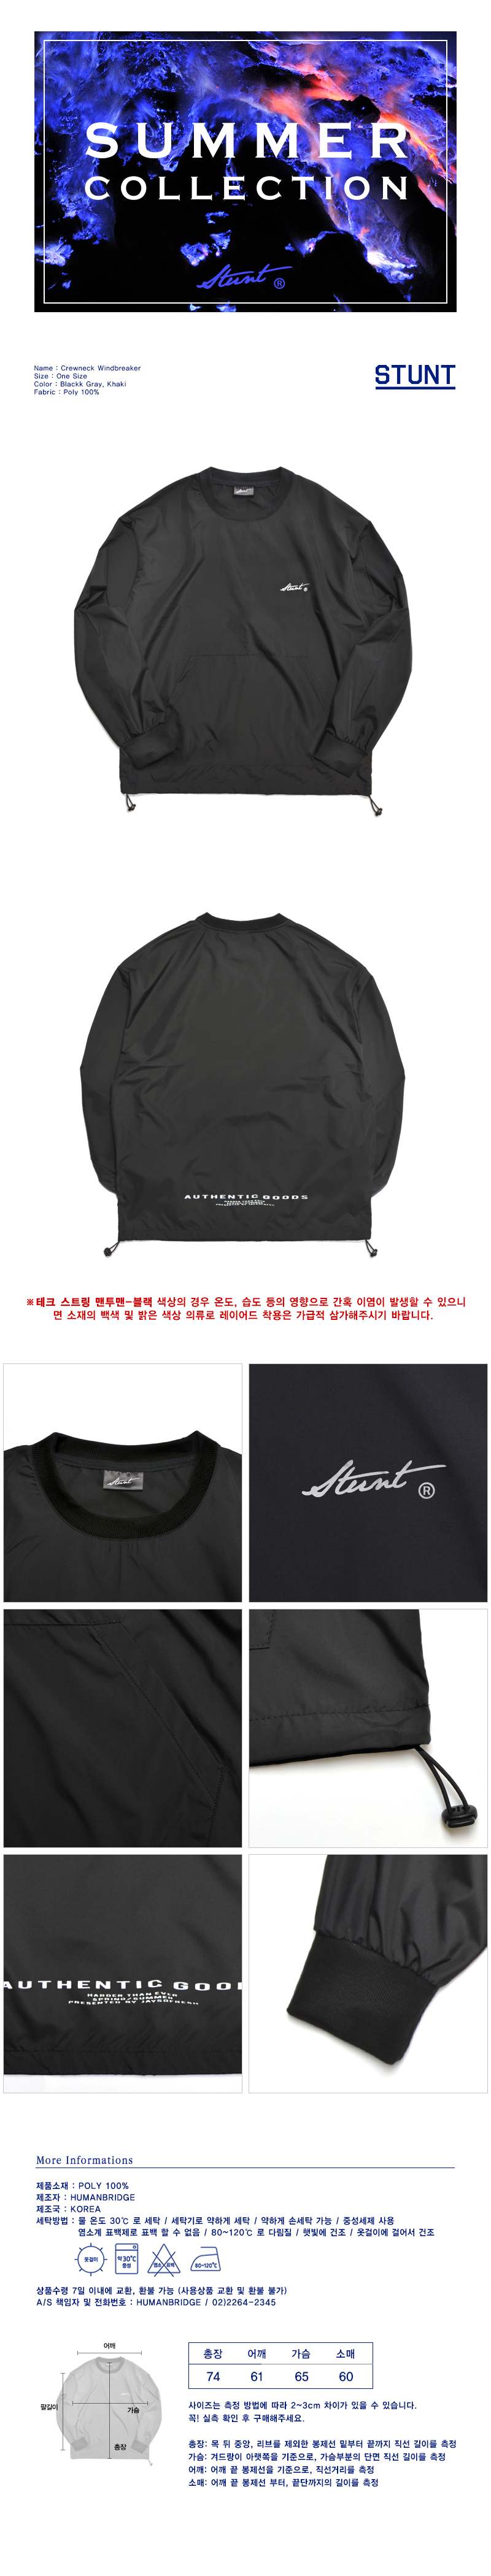 SUMMER
COLLECTION
Stunt ®
Name : Crewneck Windbreaker
Size : One Size
Color : Blackk Gray, Khaki
Fabric : Poly 100%
STUNT
Stunt ®
AUTHENTIC GOODS
※테크 스트링 맨투맨-블랙 색상의 경우 온도, 습도 등의 영향으로 간혹 이염이 발생할 수 있으니
면 소재의 백색 및 밝은 색상 의류로 레이어드 착용은 가급적 삼가해주시기 바랍니다.
Stunt
Stunt ®
AUTHENTIC GOO
HARDER THAN EVER
SPRING/SUMMER
PRESENTED BY JAYSOFRESH
More Informations
제품소재 : POLY 100%
제조자 : HUMANBRIDGE
제조국 : KOREA
세탁방법 : 물 온도 30℃ 로 세탁 / 세탁기로 약하게 세탁 / 약하게 손세탁 가능 / 중성세제 사용
염소계 표백제로 표백 할 수 없음 / 80~120℃ 로 다림질 / 햇빛에 건조 / 옷걸이에 걸어서 건조
옷걸이
약30℃
중성
염소 표백
80~120℃
상품수령 7일 이내에 교환, 환불 가능 (사용상품 교환 및 환불 불가)
A/S 책임자 및 전화번호 : HUMANBRIDGE / 02)2264-2345
어깨
팔길이
가슴
총장
총장 어깨 가슴 소매
74 61 65 60
사이즈는 측정 방법에 따라 2~3cm 차이가 있을 수 있습니다.
꼭! 실측 확인 후 구매해주세요.
총장: 목 뒤 중앙, 리브를 제외한 봉제선 밑부터 끝까지 직선 길이를 측정
가슴: 겨드랑이 아랫쪽을 기준으로, 가슴부분의 단면 직선 길이를 측정
어깨: 어깨 끝 봉제선을 기준으로, 직선거리를 측정
소매: 어깨 끝 봉제선 부터, 끝단까지의 길이를 측정